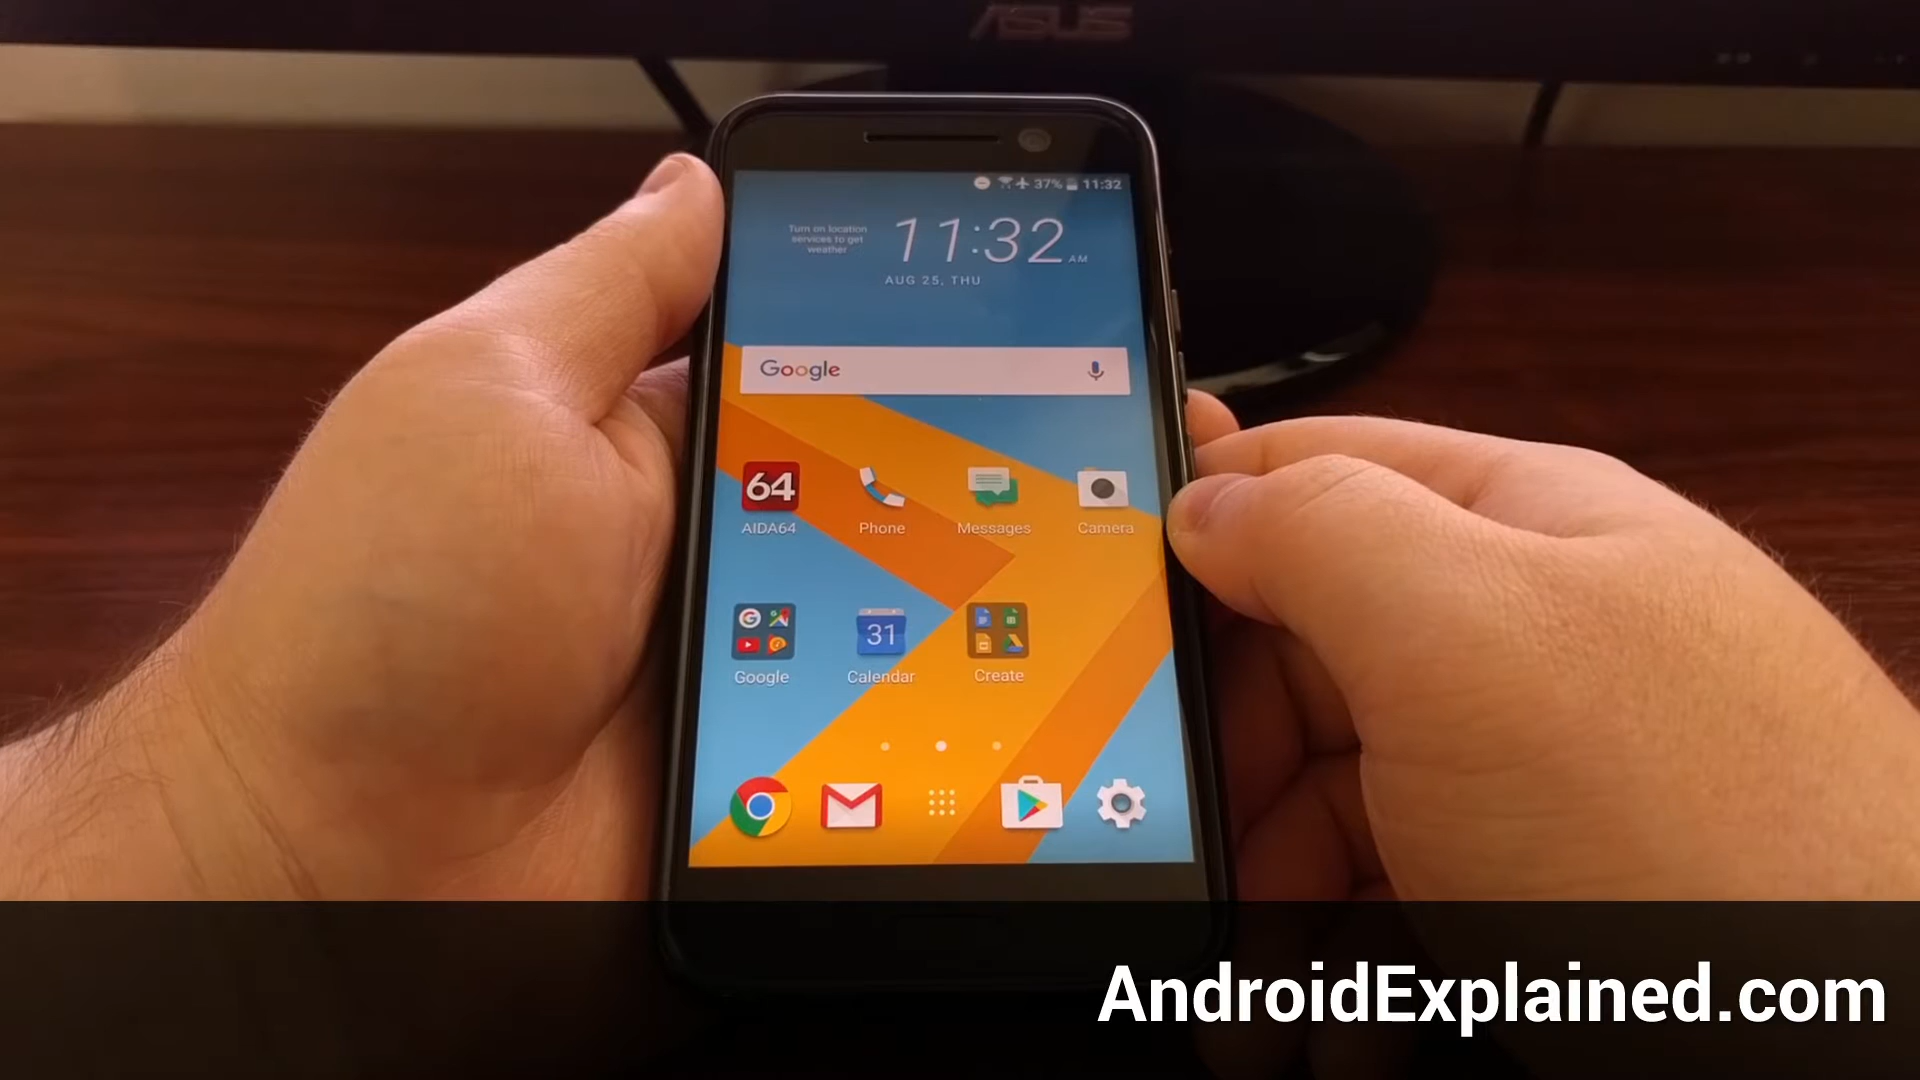 ASUS
37% 11:32
Turn on location
services to get
weather
11:32 AM
AUG 25, THU
Google
64
AIDA64
Phone
Messages
Camera
31
Google
Calendar
Create
AndroidExplained.com